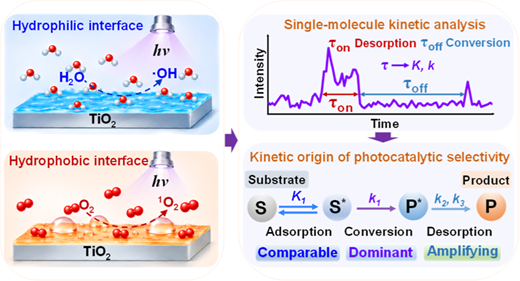 Hydrophilic interface
hν
H₂O
·OH
TiO₂
Hydrophobic interface
hν
O₂
¹O₂
TiO₂
Single-molecule kinetic analysis
τon Desorption τoff Conversion
τ → K, k
τon
τoff
Intensity
Time
Kinetic origin of photocatalytic selectivity
Substrate Product
K₁ k₁ k₂, k₃
S S* P* P
Adsorption Conversion Desorption
Comparable Dominant Amplifying